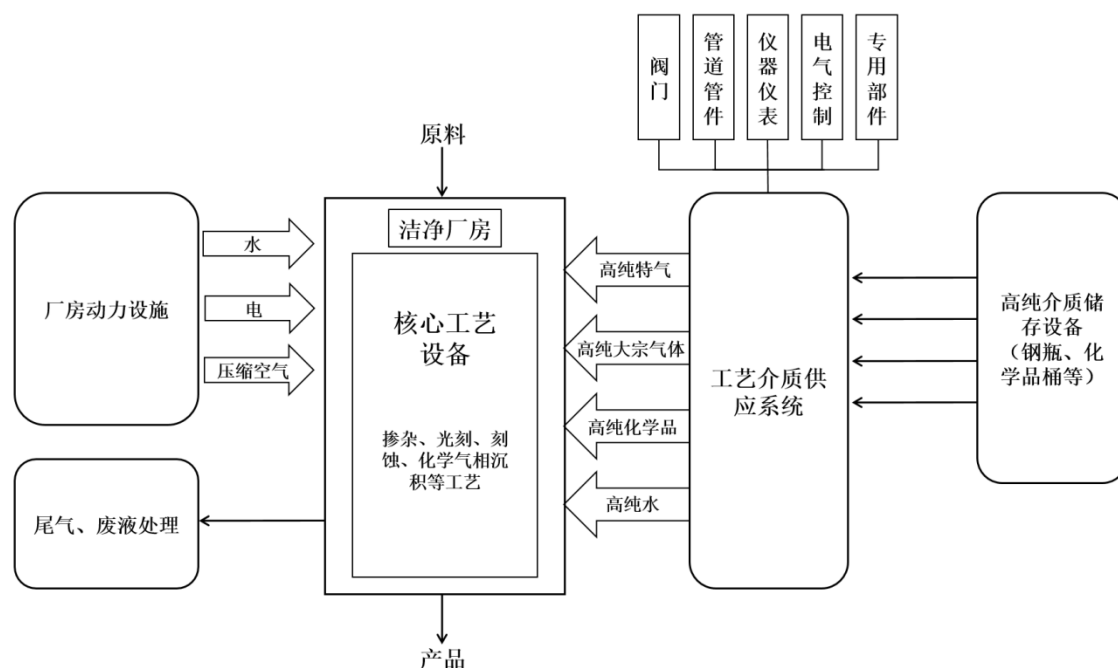 阀门
管道管件
仪器仪表
电气控制
专用部件
原料
厂房动力设施
水
电
压缩空气
尾气、废液处理
洁净厂房
核心工艺
设备
掺杂、光刻、刻
蚀、化学气相沉
积等工艺
产品
高纯特气
高纯大宗气体
高纯化学品
高纯水
工艺介质供
应系统
高纯介质储
存设备
（钢瓶、化
学品桶等）